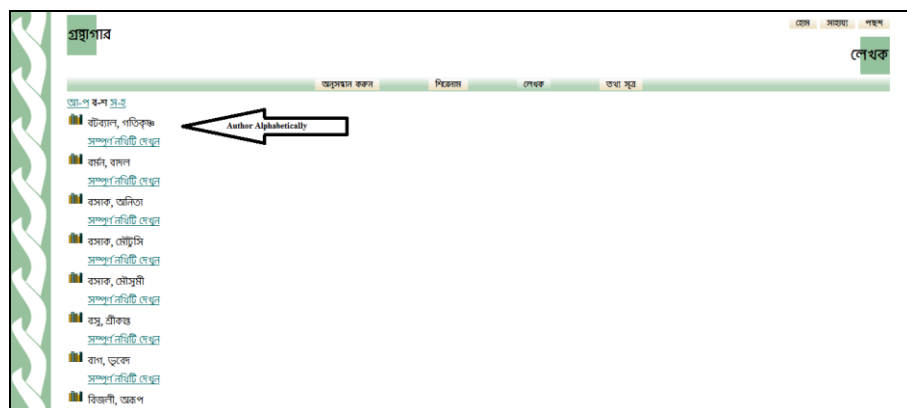 হোম সাহায্য পছন্দ
গ্রন্থাগার
লেখক
অনুসন্ধান করুন শিরোনাম লেখক তথ্য সূত্র
আ-প ব-শ স-হ
বটব্যাল, গতিকৃষ্ণ
Author Alphabetically
সম্পূর্ণ নথিটি দেখুন
বর্মন, বাদল
সম্পূর্ণ নথিটি দেখুন
বসাক, অনিতা
সম্পূর্ণ নথিটি দেখুন
বসাক, মৌটুসি
সম্পূর্ণ নথিটি দেখুন
বসাক, মৌসুমী
সম্পূর্ণ নথিটি দেখুন
বসু, শ্রীকান্ত
সম্পূর্ণ নথিটি দেখুন
বাগ, ভূবেদ
সম্পূর্ণ নথিটি দেখুন
বিজলী, অরূপ